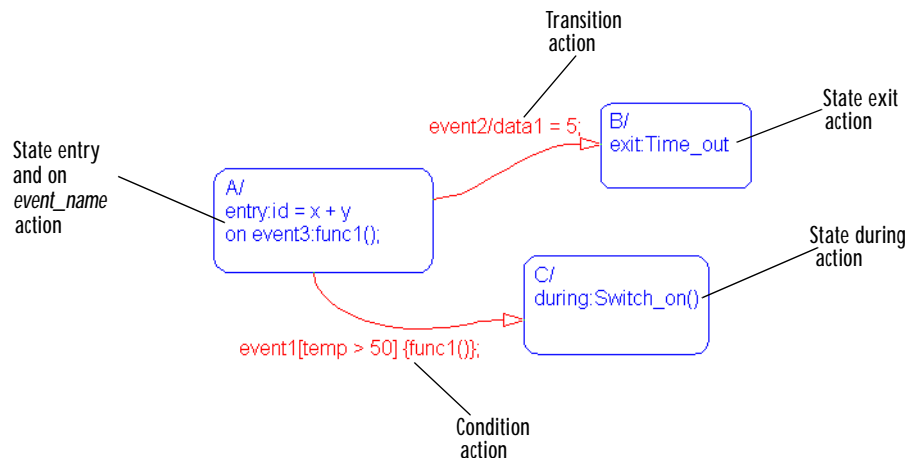 Transition
action
event2/data1 = 5;
B/
exit:Time_out
State exit
action
State entry
and on
event_name
action
A/
entry:id = x + y
on event3:func1();
State during
action
C/
during:Switch_on()
event1[temp > 50] {func1()};
Condition
action